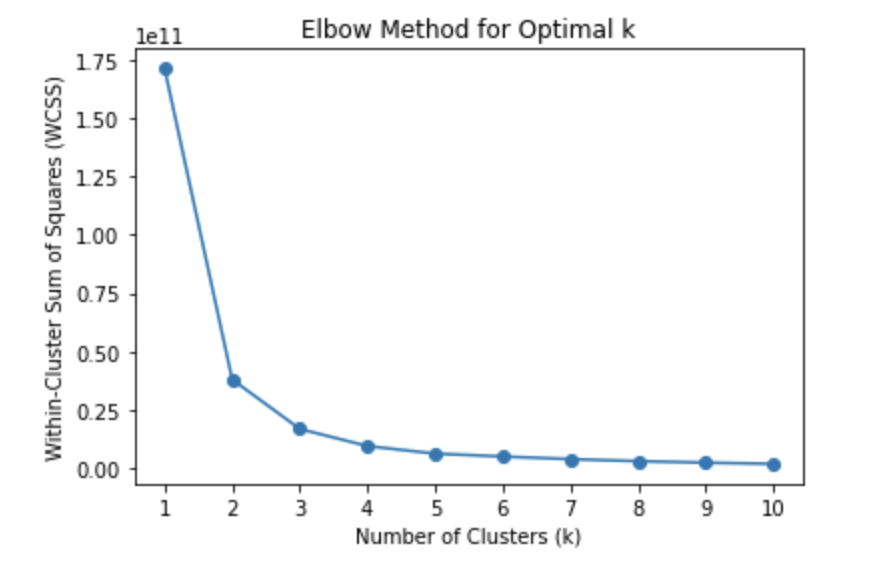 Elbow Method for Optimal k
1e11
1.75
1.50
1.25
1.00
0.75
0.50
0.25
0.00
Within-Cluster Sum of Squares (WCSS)
1 2 3 4 5 6 7 8 9 10
Number of Clusters (k)